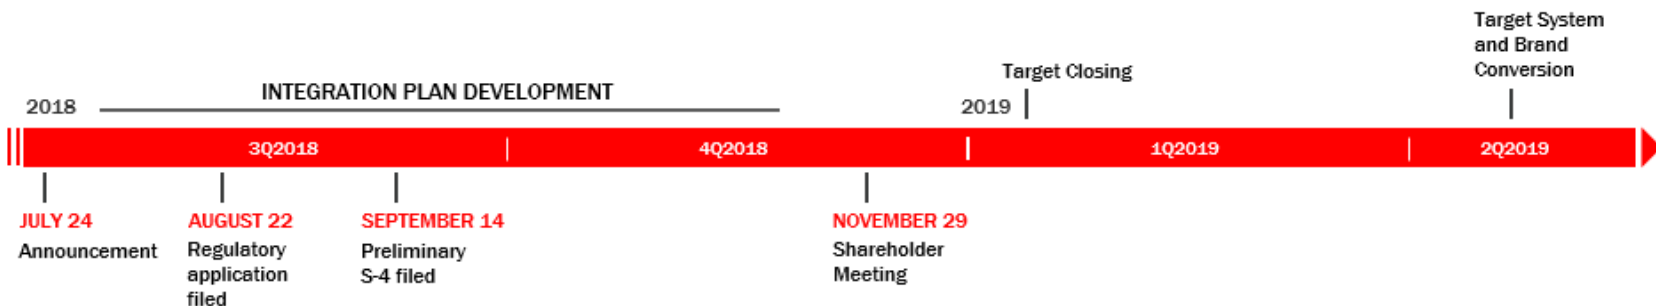 Target System
and Brand
Conversion
Target Closing
INTEGRATION PLAN DEVELOPMENT
2018
2019
3Q2018
4Q2018
1Q2019
2Q2019
JULY 24
Announcement
AUGUST 22
Regulatory
application
filed
SEPTEMBER 14
Preliminary
S-4 filed
NOVEMBER 29
Shareholder
Meeting